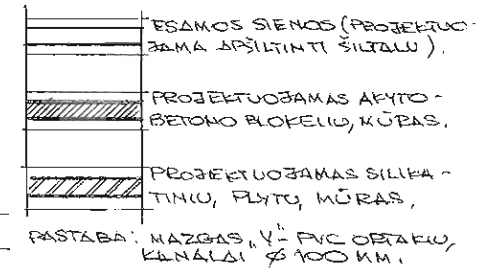 ESAMOS SIENOS (PROJEKTUO-
JAMA APŠILTINTI ŠILTALU).
PROJEKTUOJAMAS AKYTO-
BETONO BLOKELIŲ, MŪRAS.
PROJEKTUOJAMAS SILIKA-
TINIŲ, PLYTŲ, MŪRAS,
PASTABA: MAZGAS "V"- PVC ORTAKIŲ,
KANALAI Ø 100 MM.